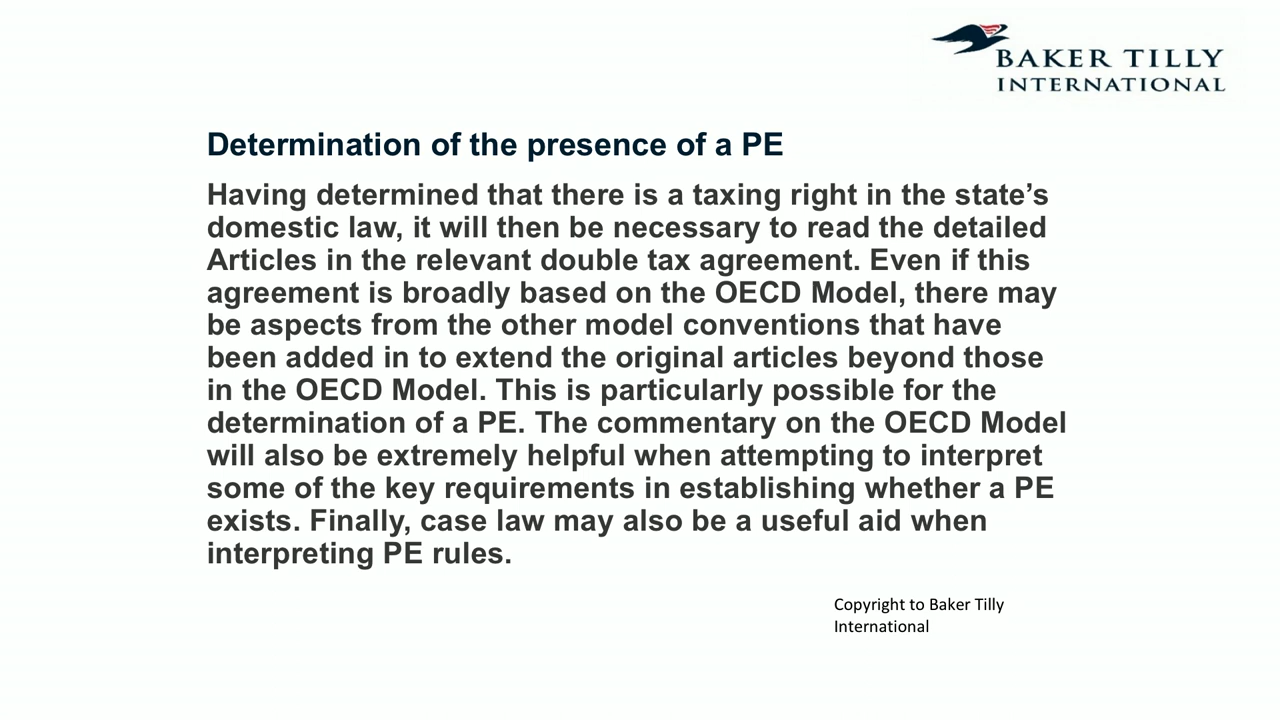 BAKER TILLY
INTERNATIONAL
Determination of the presence of a PE
Having determined that there is a taxing right in the state’s
domestic law, it will then be necessary to read the detailed
Articles in the relevant double tax agreement. Even if this
agreement is broadly based on the OECD Model, there may
be aspects from the other model conventions that have
been added in to extend the original articles beyond those
in the OECD Model. This is particularly possible for the
determination of a PE. The commentary on the OECD Model
will also be extremely helpful when attempting to interpret
some of the key requirements in establishing whether a PE
exists. Finally, case law may also be a useful aid when
interpreting PE rules.
Copyright to Baker Tilly
International